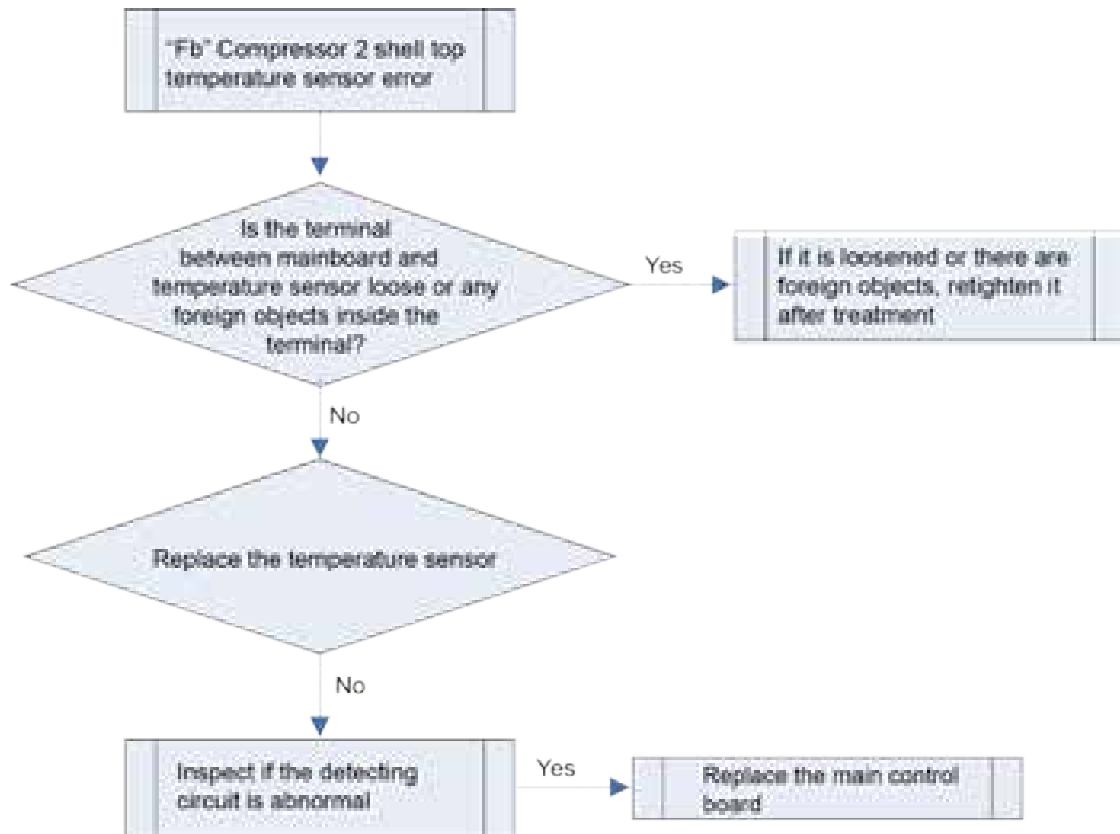 "Fb" Compressor 2 shell top
temperature sensor error
Is the terminal
between mainboard and
temperature sensor loose or any
foreign objects inside the
terminal?
Yes
If it is loosened or there are
foreign objects, retighten it
after treatment
No
Replace the temperature sensor
No
Inspect if the detecting
circuit is abnormal
Yes
Replace the main control
board